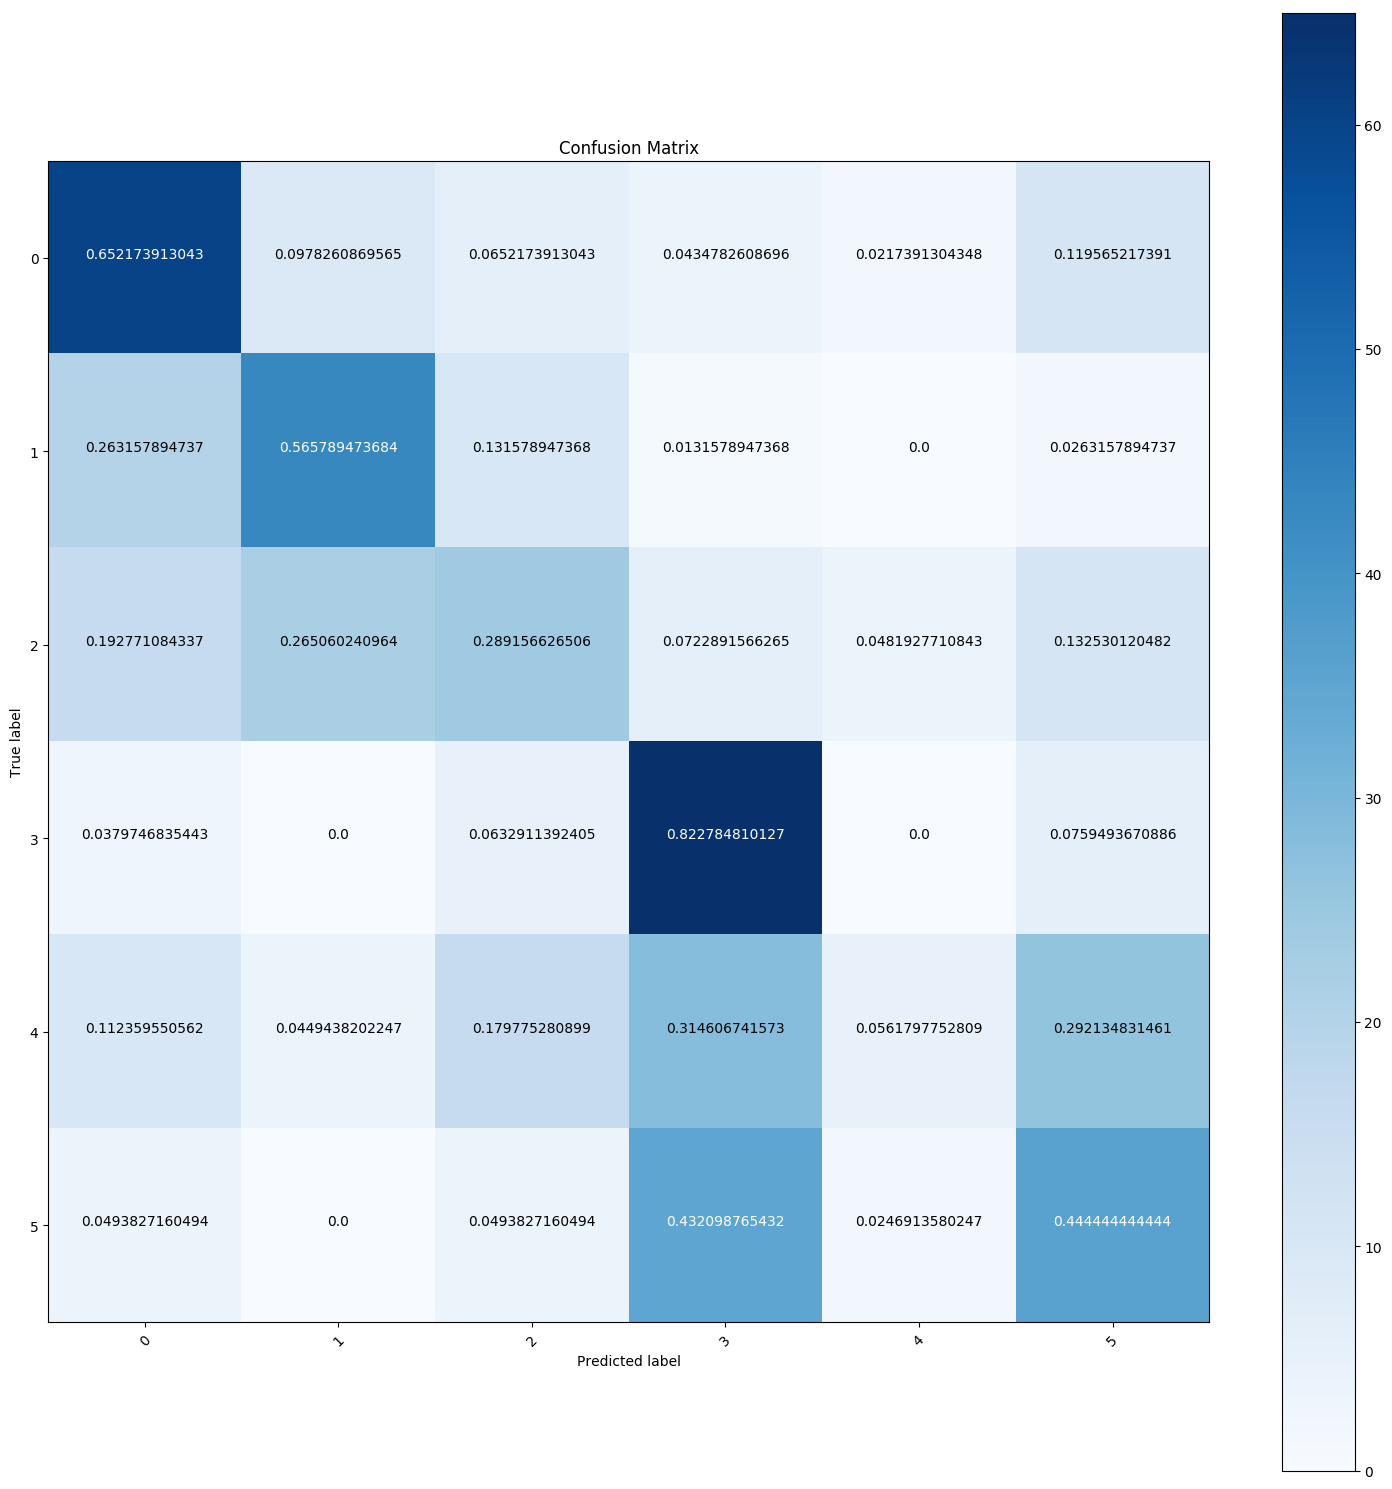 Confusion Matrix
0 0.652173913043 0.0978260869565 0.0652173913043 0.0434782608696 0.0217391304348 0.119565217391
1 0.263157894737 0.565789473684 0.131578947368 0.0131578947368 0.0 0.0263157894737
2 0.192771084337 0.265060240964 0.289156626506 0.0722891566265 0.0481927710843 0.132530120482
3 0.0379746835443 0.0 0.0632911392405 0.822784810127 0.0 0.0759493670886
4 0.112359550562 0.0449438202247 0.179775280899 0.314606741573 0.0561797752809 0.292134831461
5 0.0493827160494 0.0 0.0493827160494 0.432098765432 0.0246913580247 0.444444444444
0 1 2 3 4 5
Predicted label
True label
60
50
40
30
20
10
0